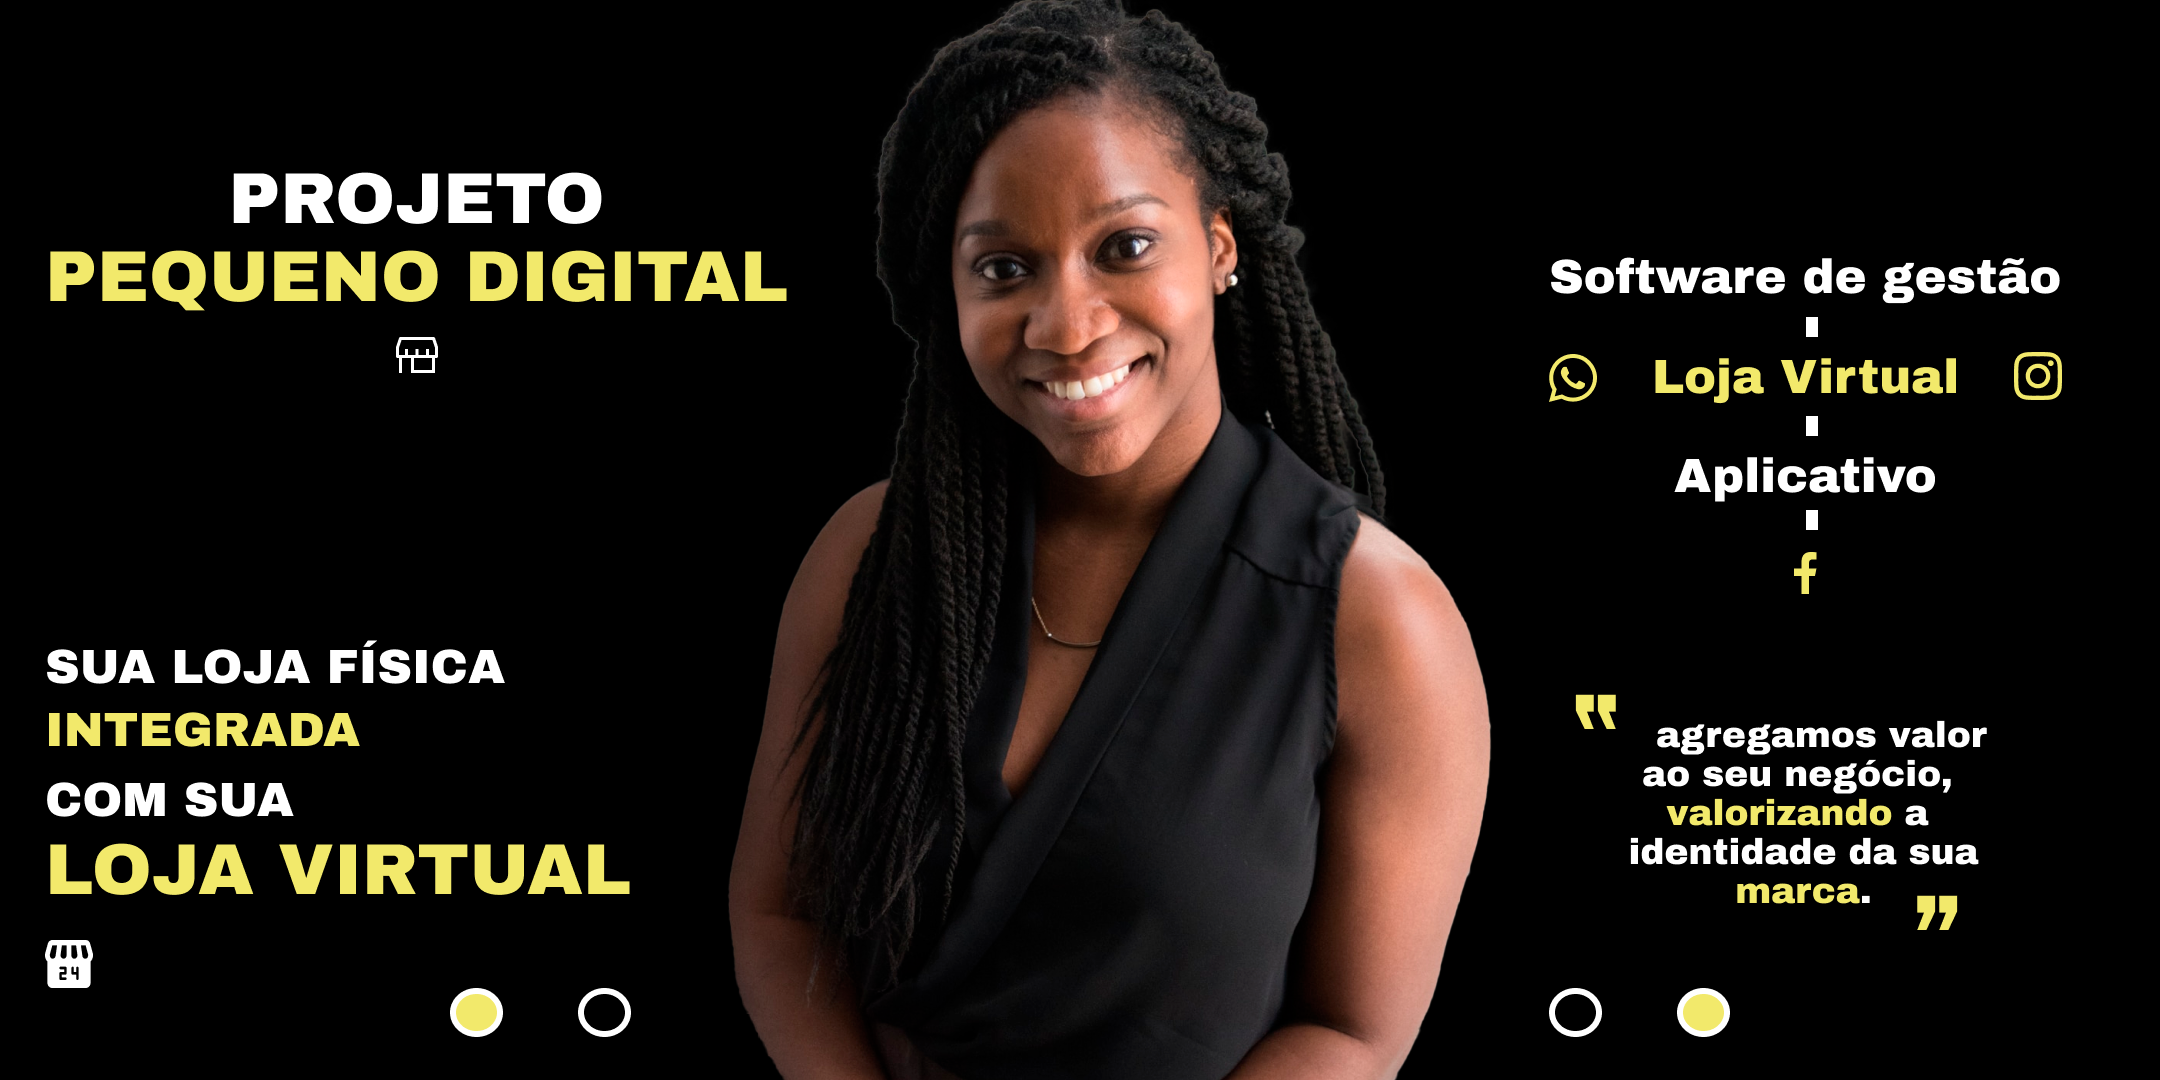 PROJETO
PEQUENO DIGITAL
SUA LOJA FÍSICA
INTEGRADA
COM SUA
LOJA VIRTUAL
24
Software de gestão
Loja Virtual
Aplicativo
" agregamos valor
ao seu negócio,
valorizando a
identidade da sua
marca. "